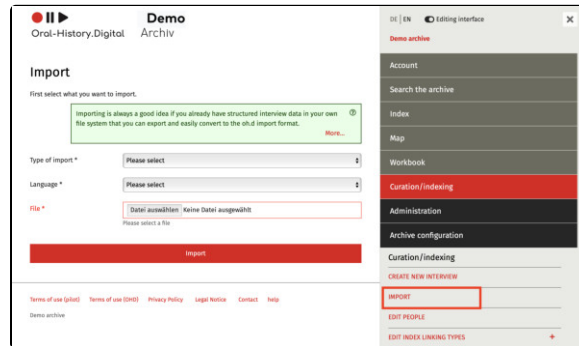 Oral-History.Digital
Demo
Archiv
Import
First select what you want to import.
Importing is always a good idea if you already have structured interview data in your own
file system that you can export and easily convert to the oh.d import format.
More...
Type of import *
Please select
Language *
Please select
File *
Datei auswählen Keine Datei ausgewählt
Please select a file
Import
Terms of use (pilot) Terms of use (OHD) Privacy Policy Legal Notice Contact Help
Demo archive
DE | EN Editing interface
Demo archive
Account
Search the archive
Index
Map
Workbook
Curation/indexing
Administration
Archive configuration
Curation/indexing
CREATE NEW INTERVIEW
IMPORT
EDIT PEOPLE
EDIT INDEX LINKING TYPES +